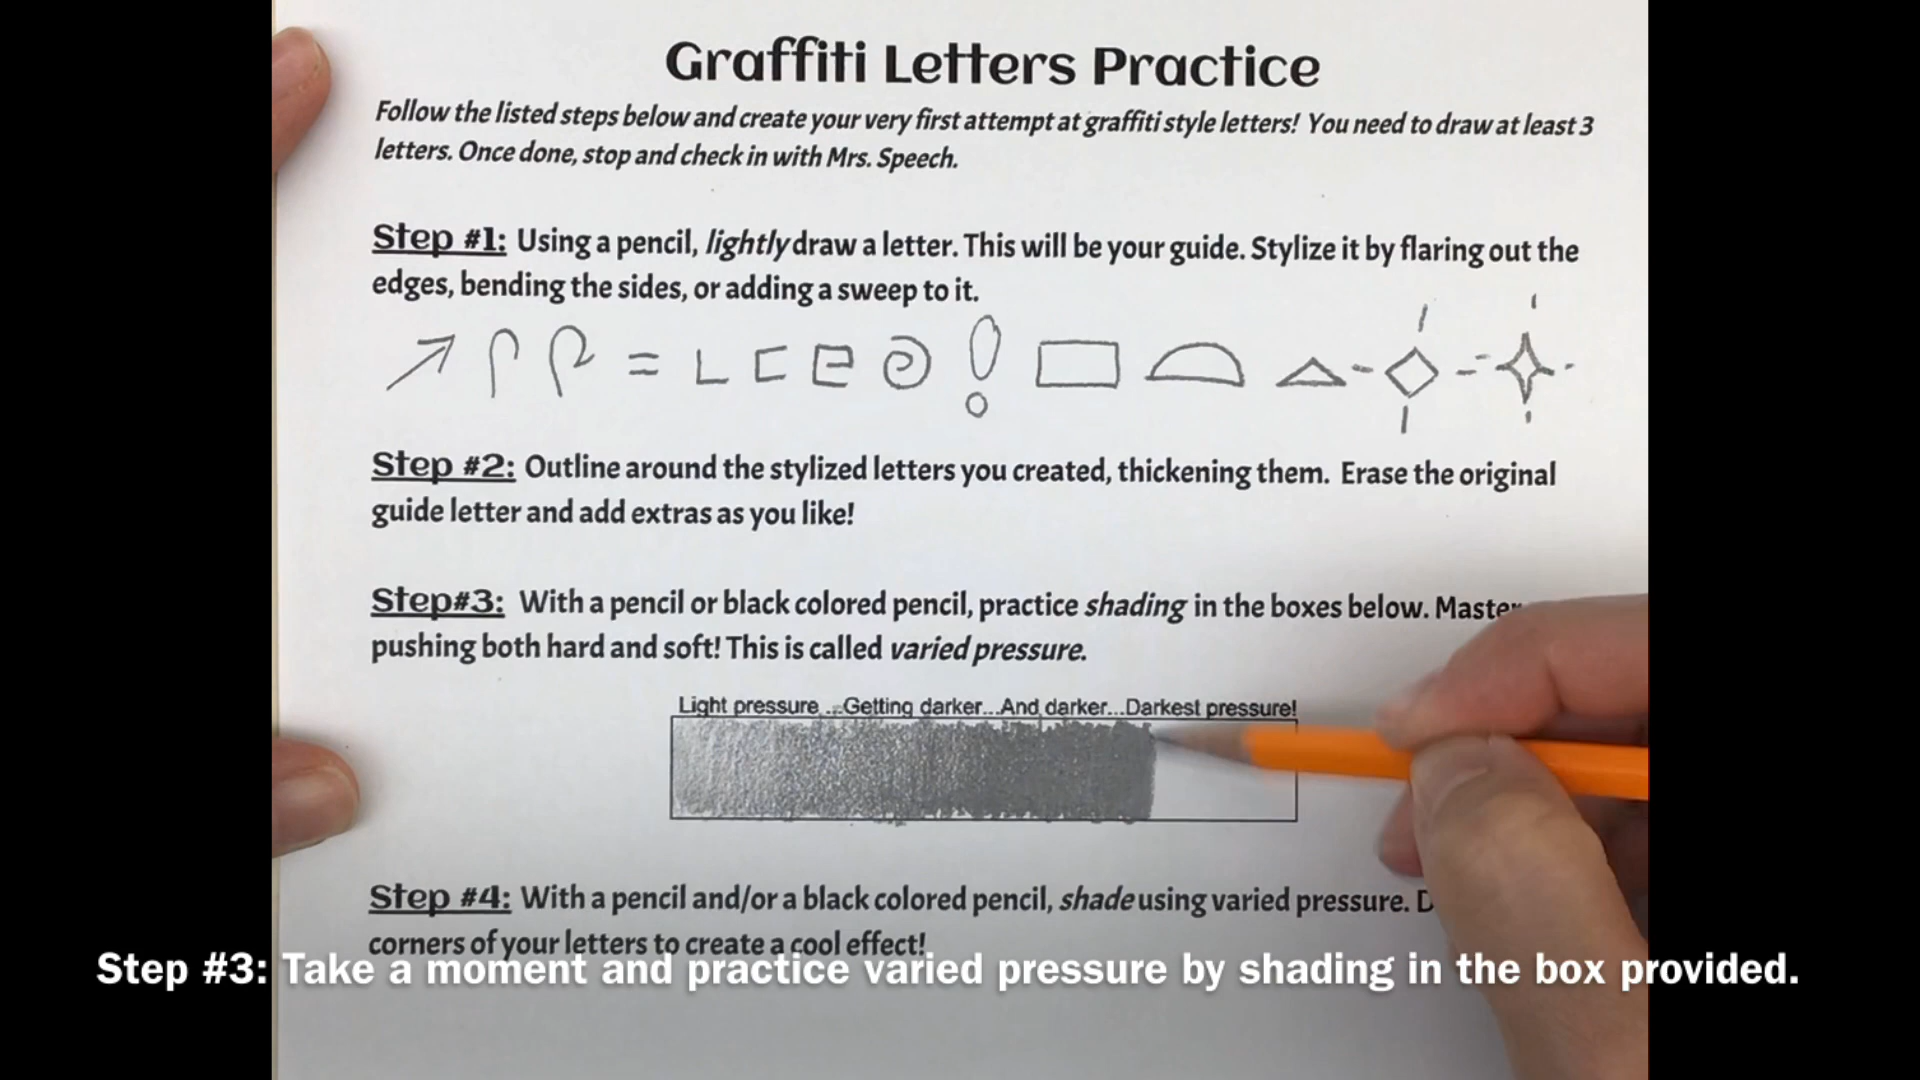 Graffiti Letters Practice
Follow the listed steps below and create your very first attempt at graffiti style letters! You need to draw at least 3
letters. Once done, stop and check in with Mrs. Speech.
Step #1: Using a pencil, lightly draw a letter. This will be your guide. Stylize it by flaring out the
edges, bending the sides, or adding a sweep to it.
Step #2: Outline around the stylized letters you created, thickening them. Erase the original
guide letter and add extras as you like!
Step#3: With a pencil or black colored pencil, practice shading in the boxes below. Master
pushing both hard and soft! This is called varied pressure.
Light pressure ...Getting darker...And darker...Darkest pressure!
Step #4: With a pencil and/or a black colored pencil, shade using varied pressure.
corners of your letters to create a cool effect!
Step #3: Take a moment and practice varied pressure by shading in the box provided.